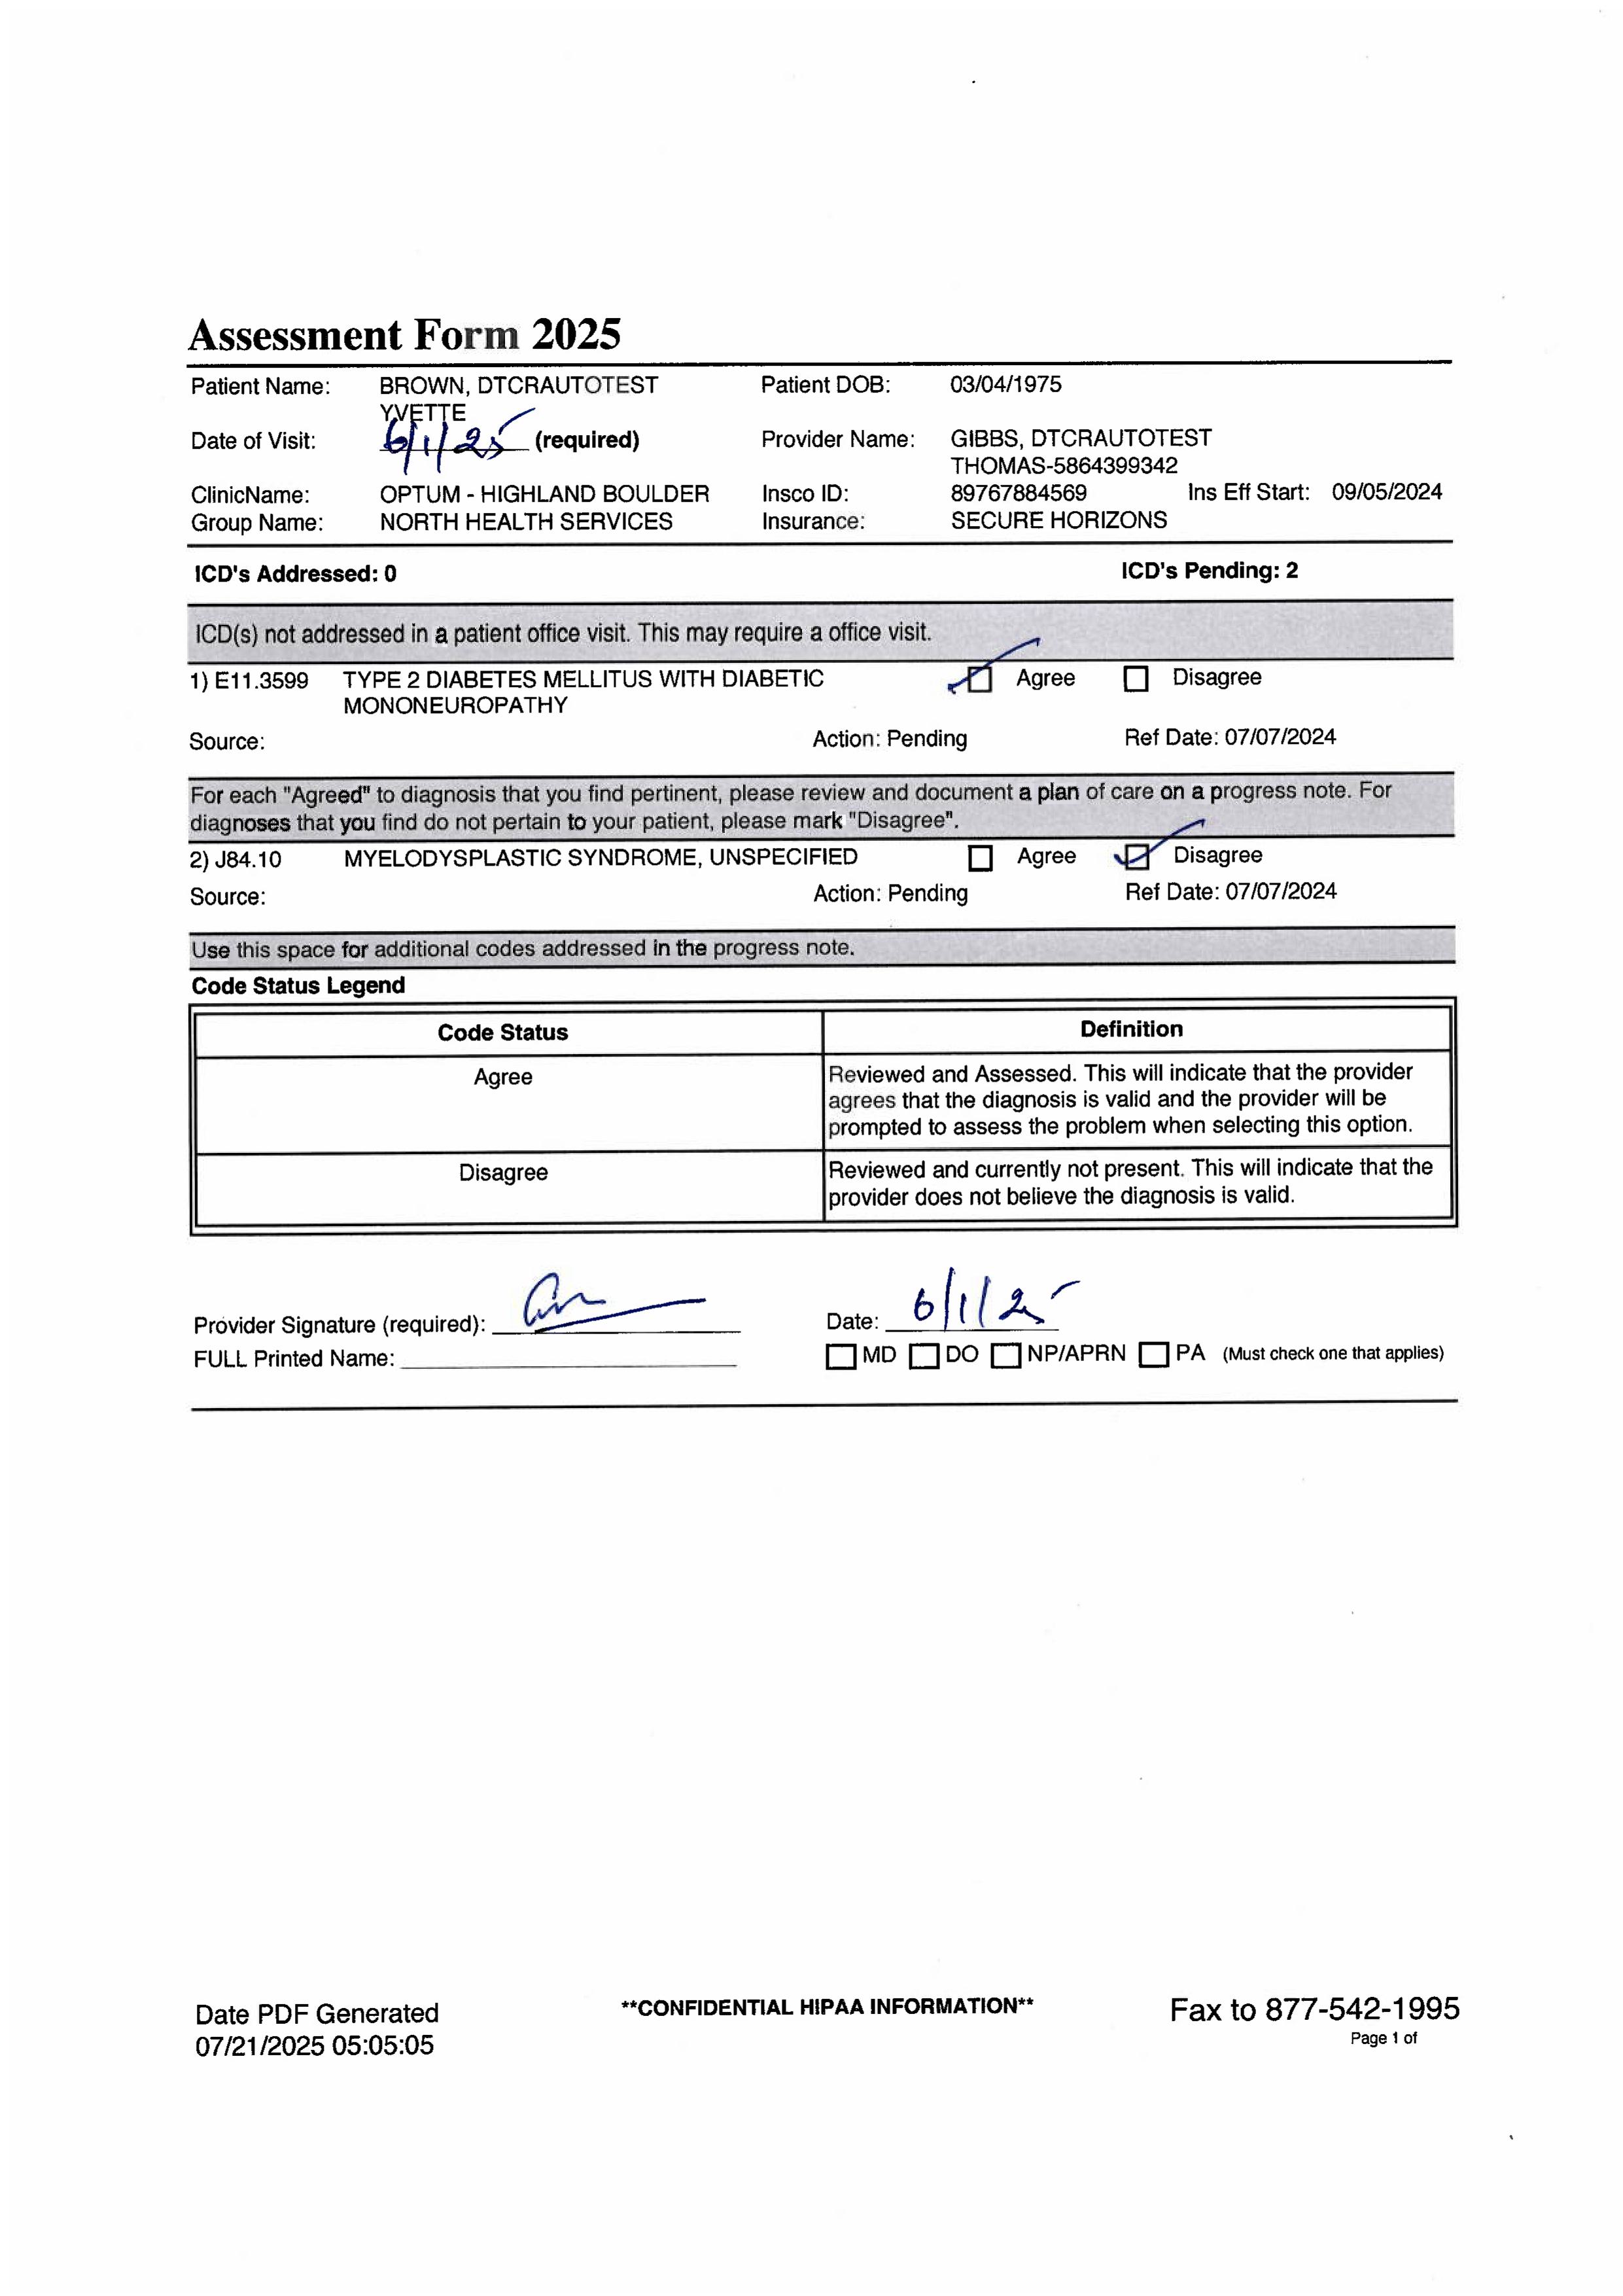 Assessment Form 2025
Patient Name: BROWN, DTCRAUTOTEST YVETTE Patient DOB: 03/04/1975
Date of Visit: 6/1/25 (required) Provider Name: GIBBS, DTCRAUTOTEST THOMAS-5864399342
ClinicName: OPTUM - HIGHLAND BOULDER Insco ID: 89767884569 Ins Eff Start: 09/05/2024
Group Name: NORTH HEALTH SERVICES Insurance: SECURE HORIZONS
ICD's Addressed: 0 ICD's Pending: 2
ICD(s) not addressed in a patient office visit. This may require a office visit.
1) E11.3599 TYPE 2 DIABETES MELLITUS WITH DIABETIC MONONEUROPATHY Agree Disagree
Source: Action: Pending Ref Date: 07/07/2024
For each "Agreed" to diagnosis that you find pertinent, please review and document a plan of care on a progress note. For
diagnoses that you find do not pertain to your patient, please mark "Disagree".
2) J84.10 MYELODYSPLASTIC SYNDROME, UNSPECIFIED Agree Disagree
Source: Action: Pending Ref Date: 07/07/2024
Use this space for additional codes addressed in the progress note.
Code Status Legend
Code Status Definition
Agree Reviewed and Assessed. This will indicate that the provider
agrees that the diagnosis is valid and the provider will be
prompted to assess the problem when selecting this option.
Disagree Reviewed and currently not present. This will indicate that the
provider does not believe the diagnosis is valid.
Provider Signature (required): Date: 6/1/25
FULL Printed Name: MD DO NP/APRN PA (Must check one that applies)
Date PDF Generated **CONFIDENTIAL HIPAA INFORMATION** Fax to 877-542-1995
07/21/2025 05:05:05 Page 1 of